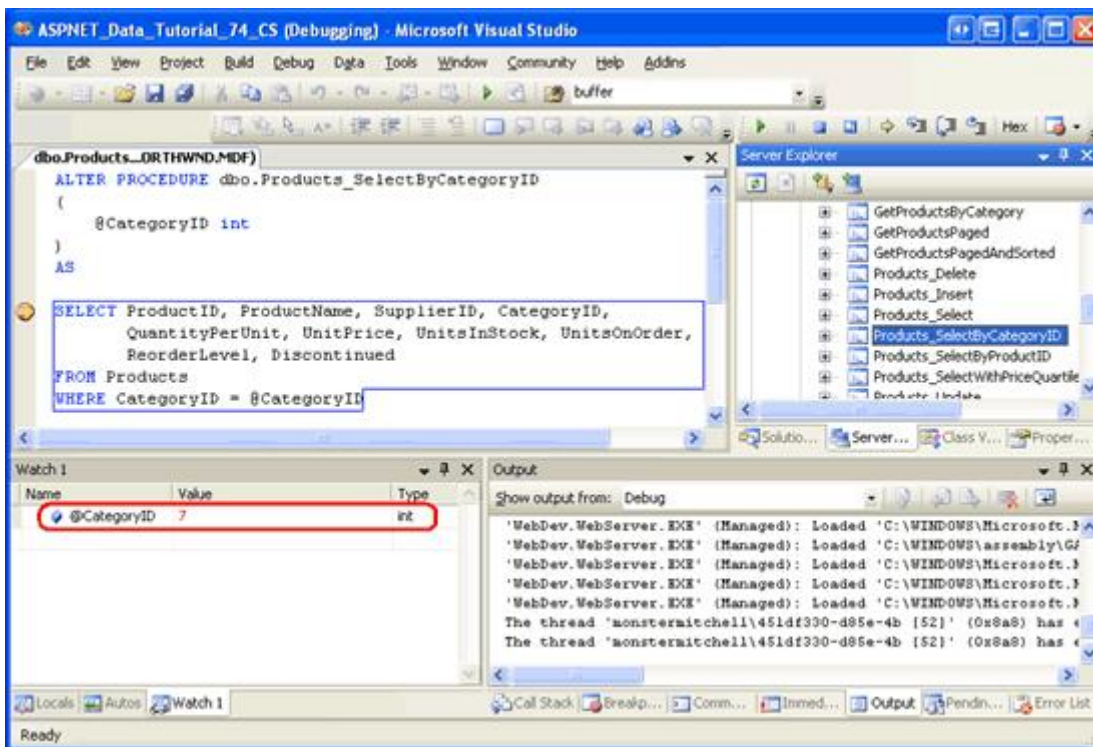 ASPNET_Data_Tutorial_74_CS (Debugging) - Microsoft Visual Studio
File Edit View Project Build Debug Data Tools Window Community Help Addins
buffer
Hex
dbo.Products...ORTHWND.MDF)
ALTER PROCEDURE dbo.Products_SelectByCategoryID
(
@CategoryID int
)
AS
SELECT ProductID, ProductName, SupplierID, CategoryID,
QuantityPerUnit, UnitPrice, UnitsInStock, UnitsOnOrder,
ReorderLevel, Discontinued
FROM Products
WHERE CategoryID = @CategoryID
Server Explorer
GetProductsByCategory
GetProductsPaged
GetProductsPagedAndSorted
Products_Delete
Products_Insert
Products_Select
Products_SelectByCategoryID
Products_SelectByProductID
Products_SelectWithPriceQuartile
Products_Update
Solutio... Server... Class V... Proper...
Watch 1
Name Value Type
@CategoryID 7 int
Locals Autos Watch 1
Output
Show output from: Debug
'WebDev.WebServer.EXE' (Managed): Loaded 'C:\WINDOWS\Microsoft.N
'WebDev.WebServer.EXE' (Managed): Loaded 'C:\WINDOWS\assembly\GA
'WebDev.WebServer.EXE' (Managed): Loaded 'C:\WINDOWS\Microsoft.N
'WebDev.WebServer.EXE' (Managed): Loaded 'C:\WINDOWS\Microsoft.N
'WebDev.WebServer.EXE' (Managed): Loaded 'C:\WINDOWS\Microsoft.N
The thread 'monstermitchell\451df330-d85e-4b [52]' (0x8a8) has
The thread 'monstermitchell\451df330-d85e-4b [52]' (0x8a8) has
Call Stack Breakp... Comm... Immed... Output Pendin... Error List
Ready